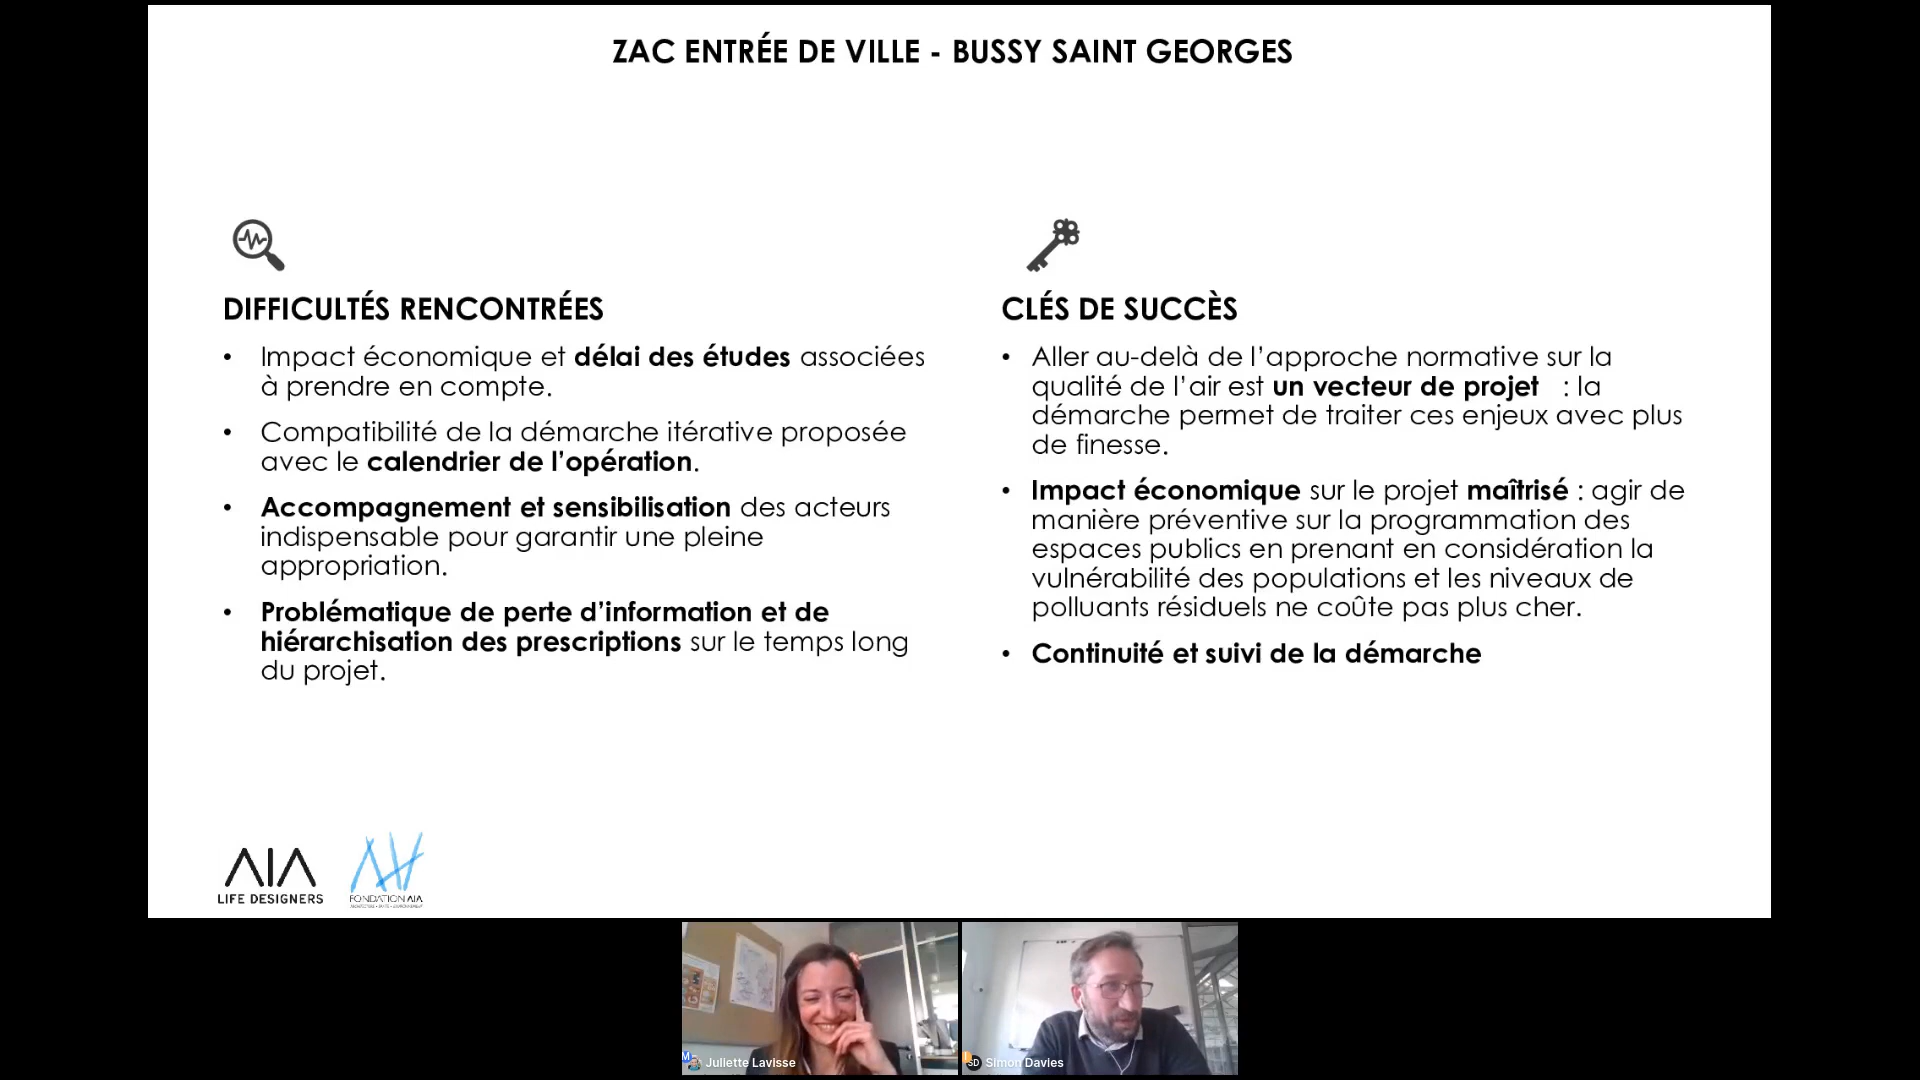 ZAC ENTRÉE DE VILLE - BUSSY SAINT GEORGES
DIFFICULTÉS RENCONTRÉES
• Impact économique et délai des études associées
à prendre en compte.
• Compatibilité de la démarche itérative proposée
avec le calendrier de l’opération.
• Accompagnement et sensibilisation des acteurs
indispensable pour garantir une pleine
appropriation.
• Problématique de perte d’information et de
hiérarchisation des prescriptions sur le temps long
du projet.
CLÉS DE SUCCÈS
• Aller au-delà de l’approche normative sur la
qualité de l’air est un vecteur de projet : la
démarche permet de traiter ces enjeux avec plus
de finesse.
• Impact économique sur le projet maîtrisé : agir de
manière préventive sur la programmation des
espaces publics en prenant en considération la
vulnérabilité des populations et les niveaux de
polluants résiduels ne coûte pas plus cher.
• Continuité et suivi de la démarche
AIA
LIFE DESIGNERS
FONDATION AIA
Juliette Lavisse
SD
Simon Davies